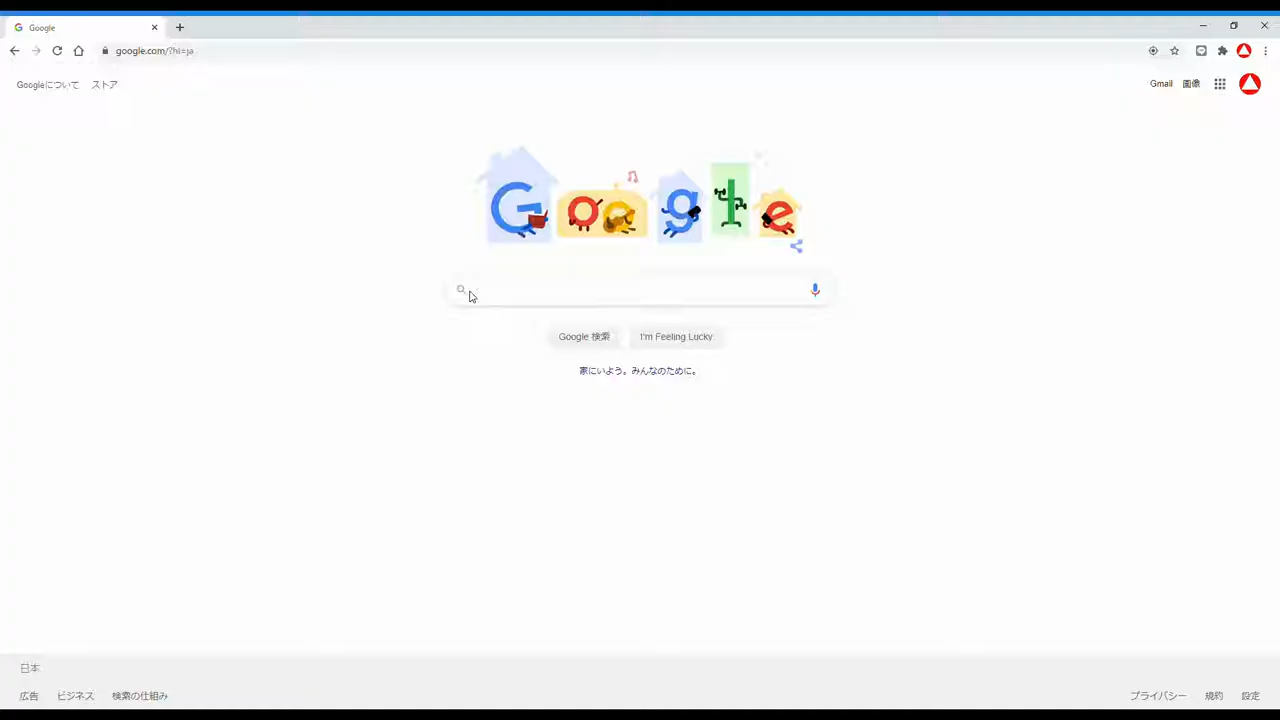 Google
google.com/?hl=ja
Googleについて ストア
Gmail 画像
Google
Google 検索 I'm Feeling Lucky
家にいよう。みんなのために。
日本
広告 ビジネス 検索の仕組み
プライバシー 規約 設定